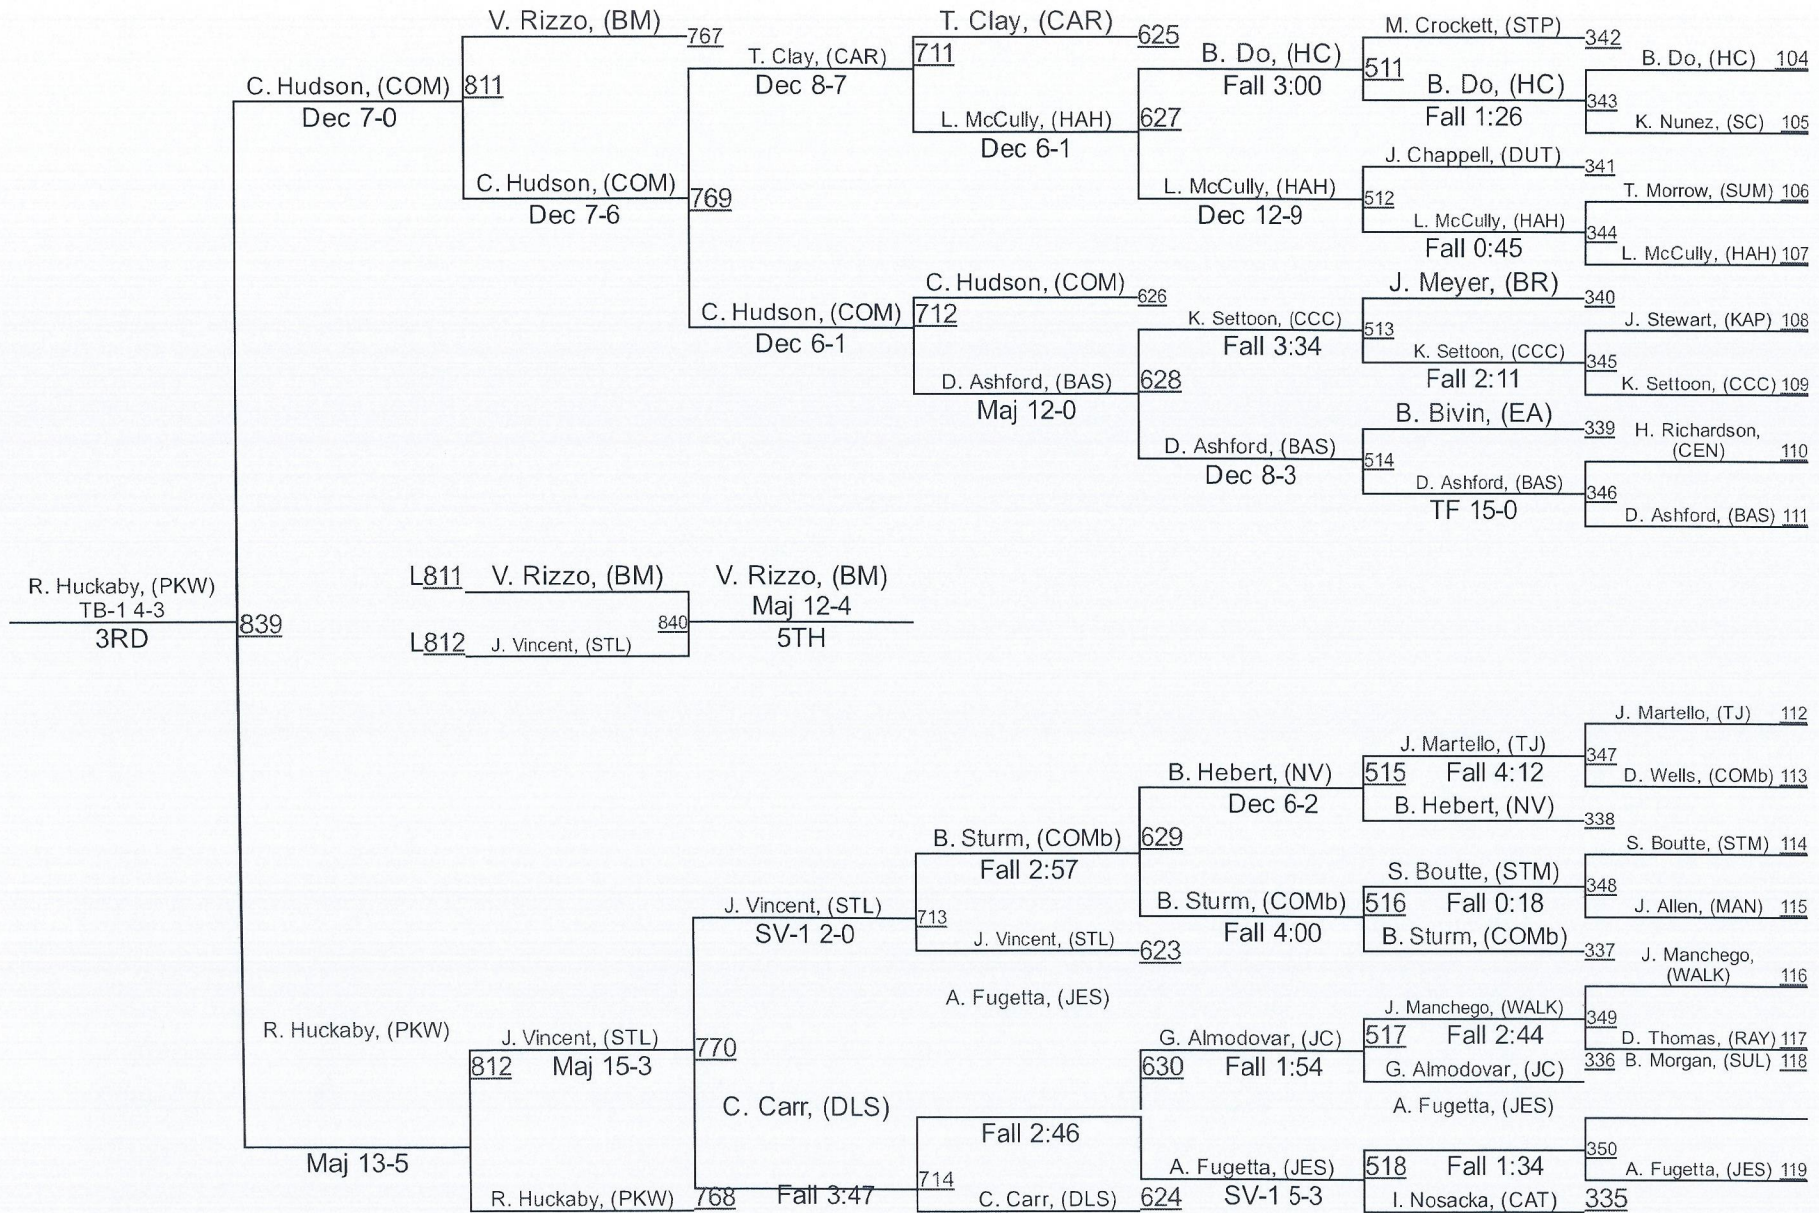 V. Rizzo, (BM) 767
T. Clay, (CAR) 625
M. Crockett, (STP) 342
C. Hudson, (COM) 811
Dec 7-0
T. Clay, (CAR) 711
Dec 8-7
B. Do, (HC) 511
Fall 3:00
B. Do, (HC) 104
B. Do, (HC) 343
Fall 1:26
L. McCully, (HAH) 627
Dec 6-1
K. Nunez, (SC) 105
J. Chappell, (DUT) 341
C. Hudson, (COM) 769
Dec 7-6
L. McCully, (HAH) 512
Dec 12-9
T. Morrow, (SUM) 106
L. McCully, (HAH) 344
Fall 0:45
L. McCully, (HAH) 107
C. Hudson, (COM) 626
J. Meyer, (BR) 340
C. Hudson, (COM) 712
Dec 6-1
K. Settoon, (CCC) 513
Fall 3:34
J. Stewart, (KAP) 108
K. Settoon, (CCC) 345
Fall 2:11
D. Ashford, (BAS) 628
Maj 12-0
K. Settoon, (CCC) 109
B. Bivin, (EA) 339
H. Richardson,
(CEN) 110
D. Ashford, (BAS) 514
Dec 8-3
D. Ashford, (BAS) 346
TF 15-0
D. Ashford, (BAS) 111
R. Huckaby, (PKW)
TB-1 4-3
3RD
839
L811 V. Rizzo, (BM)
V. Rizzo, (BM)
Maj 12-4
840
5TH
L812 J. Vincent, (STL)
J. Martello, (TJ) 112
J. Martello, (TJ) 347
Fall 4:12
B. Hebert, (NV) 515
Dec 6-2
D. Wells, (COMb) 113
B. Hebert, (NV) 338
B. Sturm, (COMb) 629
Fall 2:57
S. Boutte, (STM) 114
S. Boutte, (STM) 348
Fall 0:18
B. Sturm, (COMb) 516
Fall 4:00
J. Allen, (MAN) 115
J. Vincent, (STL) 713
SV-1 2-0
B. Sturm, (COMb) 337
J. Vincent, (STL) 623
J. Manchego,
(WALK) 116
A. Fugetta, (JES)
J. Manchego, (WALK) 349
Fall 2:44
R. Huckaby, (PKW)
J. Vincent, (STL) 770
812 Maj 15-3
G. Almodovar, (JC) 517
630 Fall 1:54
D. Thomas, (RAY) 117
G. Almodovar, (JC) 336
B. Morgan, (SUL) 118
C. Carr, (DLS)
A. Fugetta, (JES)
Fall 2:46
350
Maj 13-5
A. Fugetta, (JES) 518
SV-1 5-3
Fall 1:34
A. Fugetta, (JES) 119
714
R. Huckaby, (PKW) 768
Fall 3:47
C. Carr, (DLS) 624
I. Nosacka, (CAT) 335